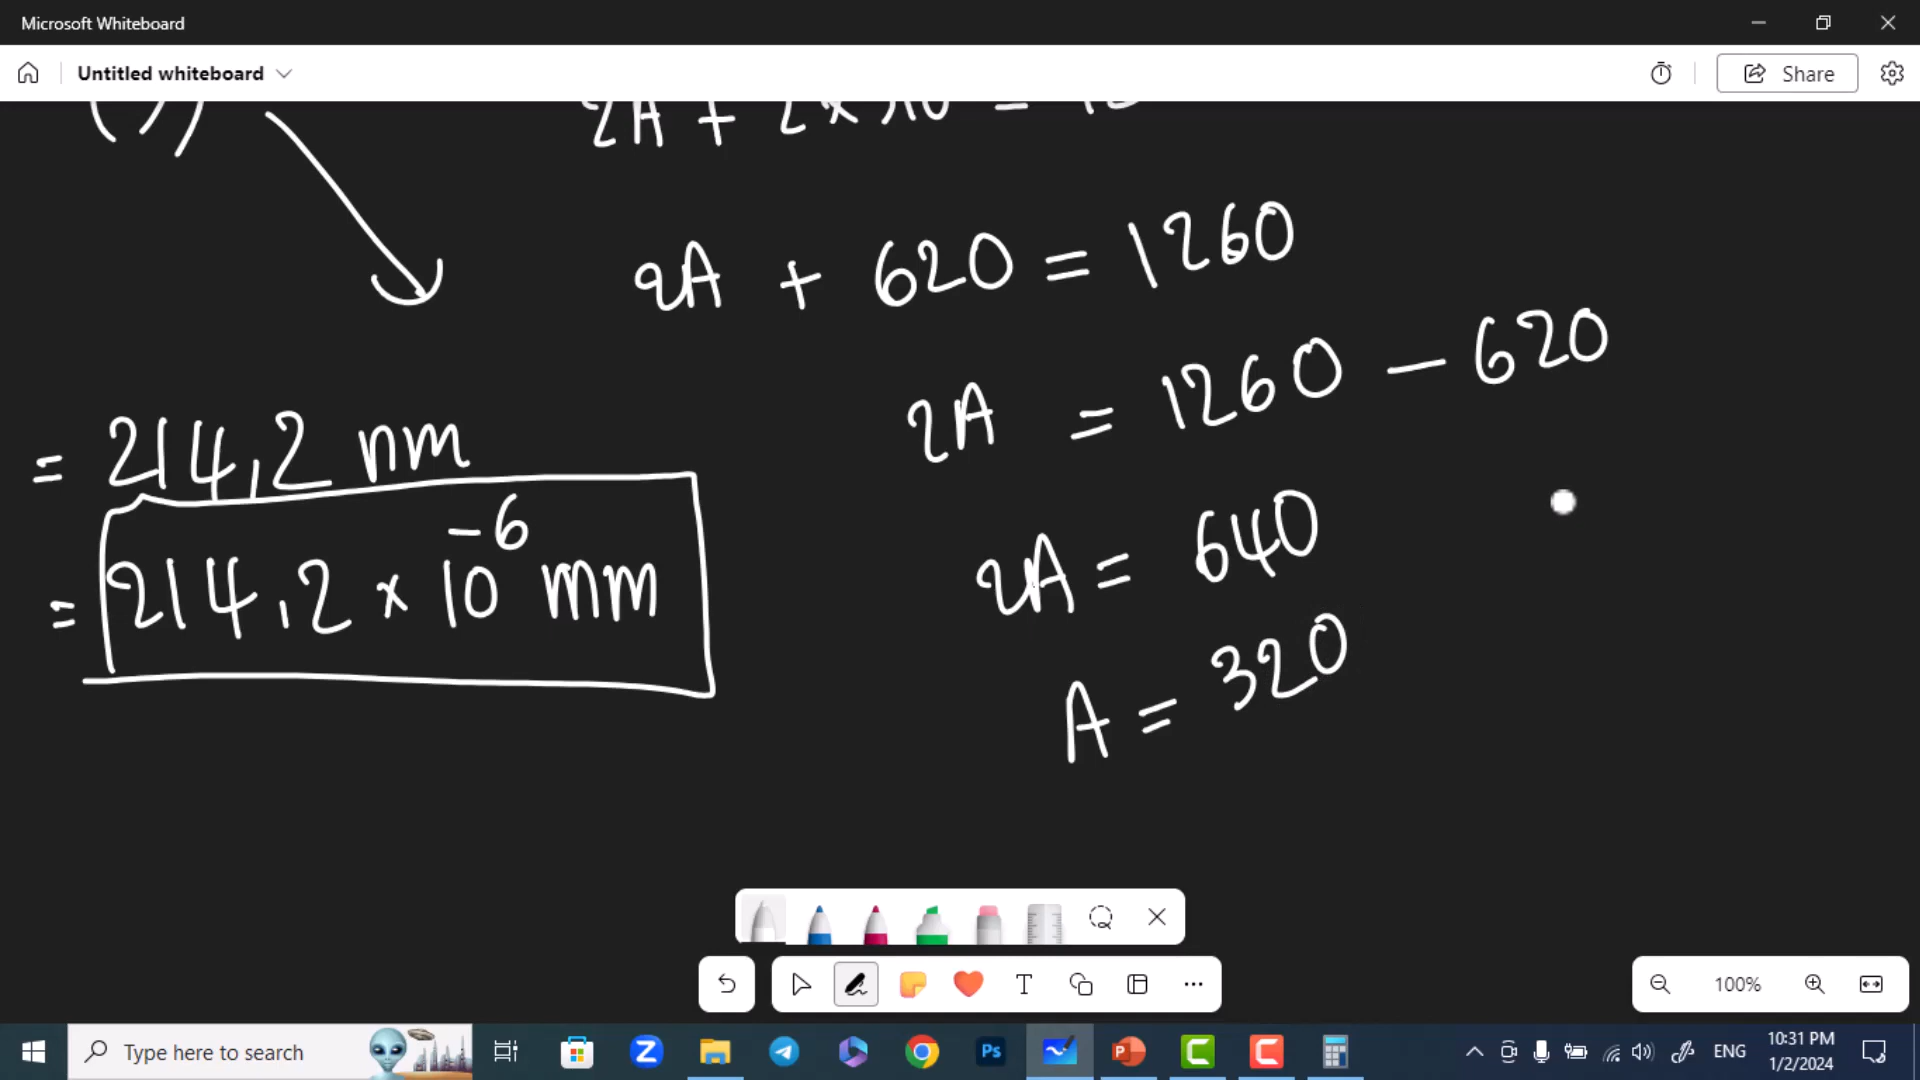 Microsoft Whiteboard
Untitled whiteboard
Share
2A + 620 = 1260
2A = 1260 - 620
= 214,2 nm
= 214,2 × 10⁻⁶ mm
2A = 640
A = 320
100%
Type here to search
Ps
ENG
10:31 PM
1/2/2024